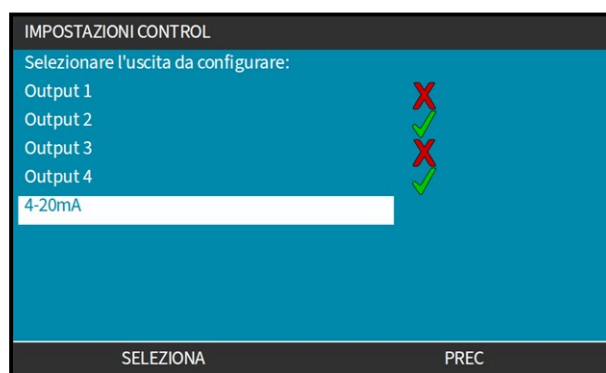 IMPOSTAZIONI CONTROL
Selezionare l'uscita da configurare:
Output 1
Output 2
Output 3
Output 4
4-20mA
SELEZIONA PREC